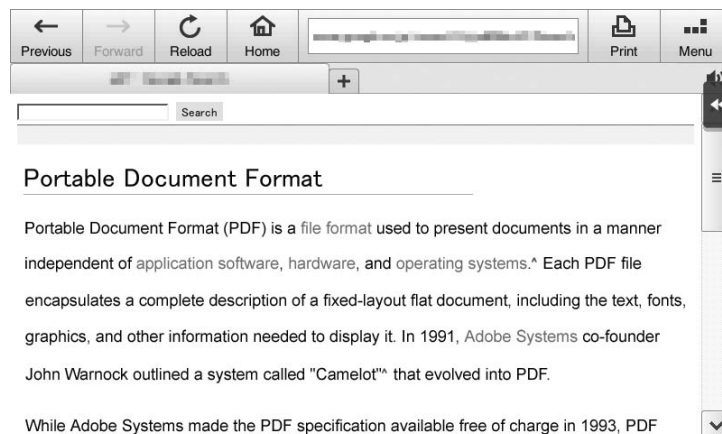 Previous Forward Reload Home Print Menu
+
Search
Portable Document Format
Portable Document Format (PDF) is a file format used to present documents in a manner
independent of application software, hardware, and operating systems.^ Each PDF file
encapsulates a complete description of a fixed-layout flat document, including the text, fonts,
graphics, and other information needed to display it. In 1991, Adobe Systems co-founder
John Warnock outlined a system called "Camelot"^ that evolved into PDF.
While Adobe Systems made the PDF specification available free of charge in 1993, PDF